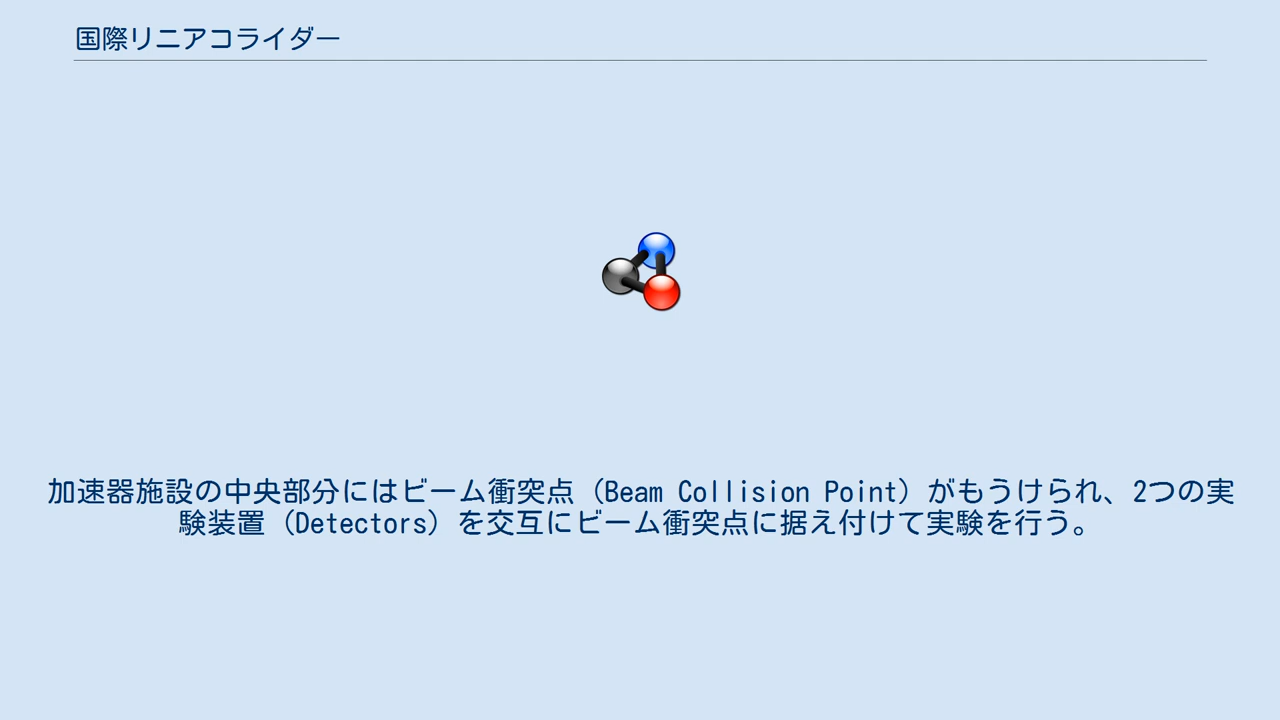 国際リニアコライダー
加速器施設の中央部分にはビーム衝突点（Beam Collision Point）がもうけられ、2つの実
験装置（Detectors）を交互にビーム衝突点に据え付けて実験を行う。